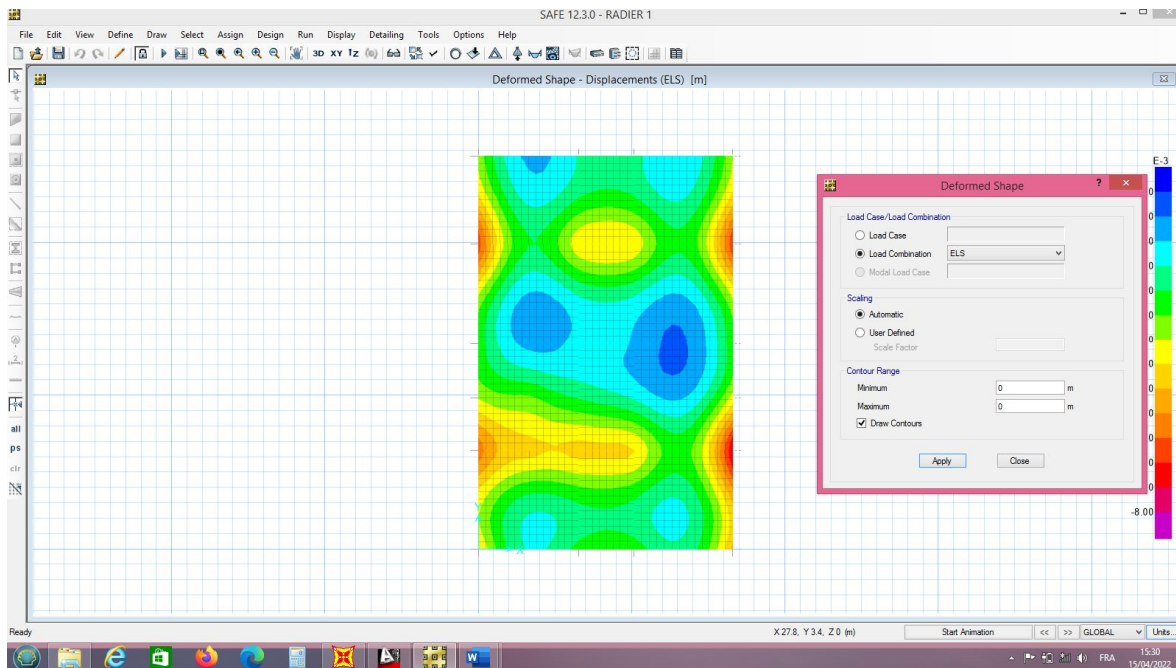 SAFE 12.3.0 - RADIER 1
File Edit View Define Draw Select Assign Design Run Display Detailing Tools Options Help
3D XY
Deformed Shape - Displacements (ELS) [m]
E-3
Deformed Shape
? ×
Load Case/Load Combination
Load Case
Load Combination ELS
Modal Load Case
Scaling
Automatic
User Defined
Scale Factor
Contour Range
Minimum 0 m
Maximum 0 m
Draw Contours
Apply Close
all
ps
clr
-8.00
X
Ready X 27.8, Y 3.4, Z 0 (m) Start Animation << >> GLOBAL Units...
FRA 15:30